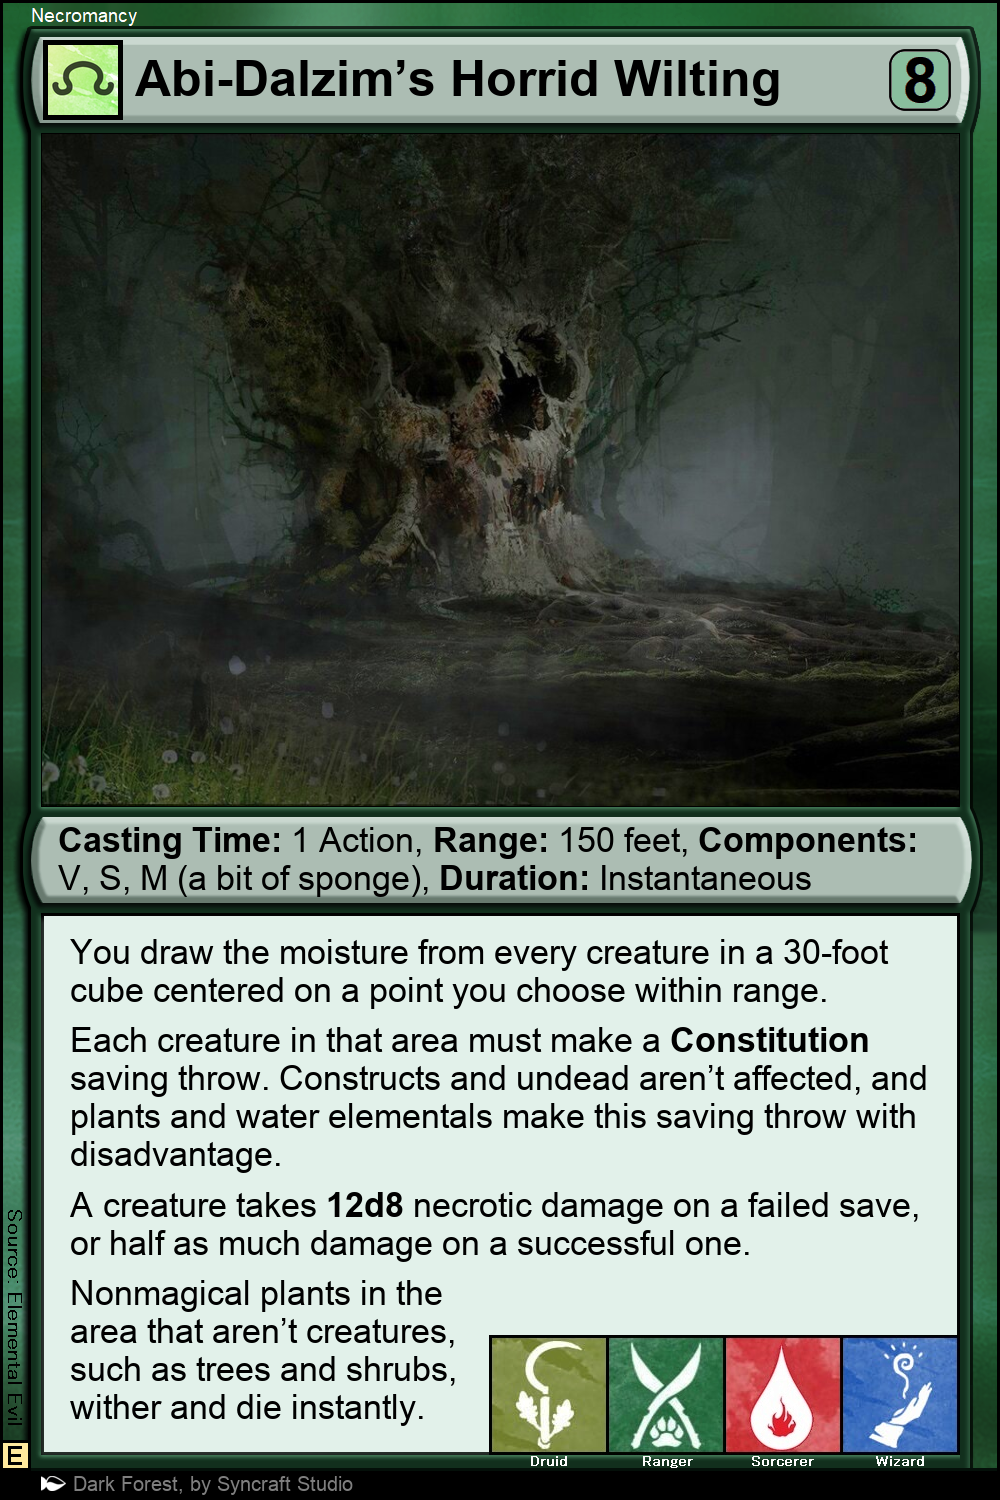 Necromancy
Abi-Dalzim’s Horrid Wilting
8
Casting Time: 1 Action, Range: 150 feet, Components:
V, S, M (a bit of sponge), Duration: Instantaneous
You draw the moisture from every creature in a 30-foot
cube centered on a point you choose within range.
Each creature in that area must make a Constitution
saving throw. Constructs and undead aren’t affected, and
plants and water elementals make this saving throw with
disadvantage.
A creature takes 12d8 necrotic damage on a failed save,
or half as much damage on a successful one.
Nonmagical plants in the
area that aren’t creatures,
such as trees and shrubs,
wither and die instantly.
Druid
Ranger
Sorcerer
Wizard
Source: Elemental Evil
E
Dark Forest, by Syncraft Studio